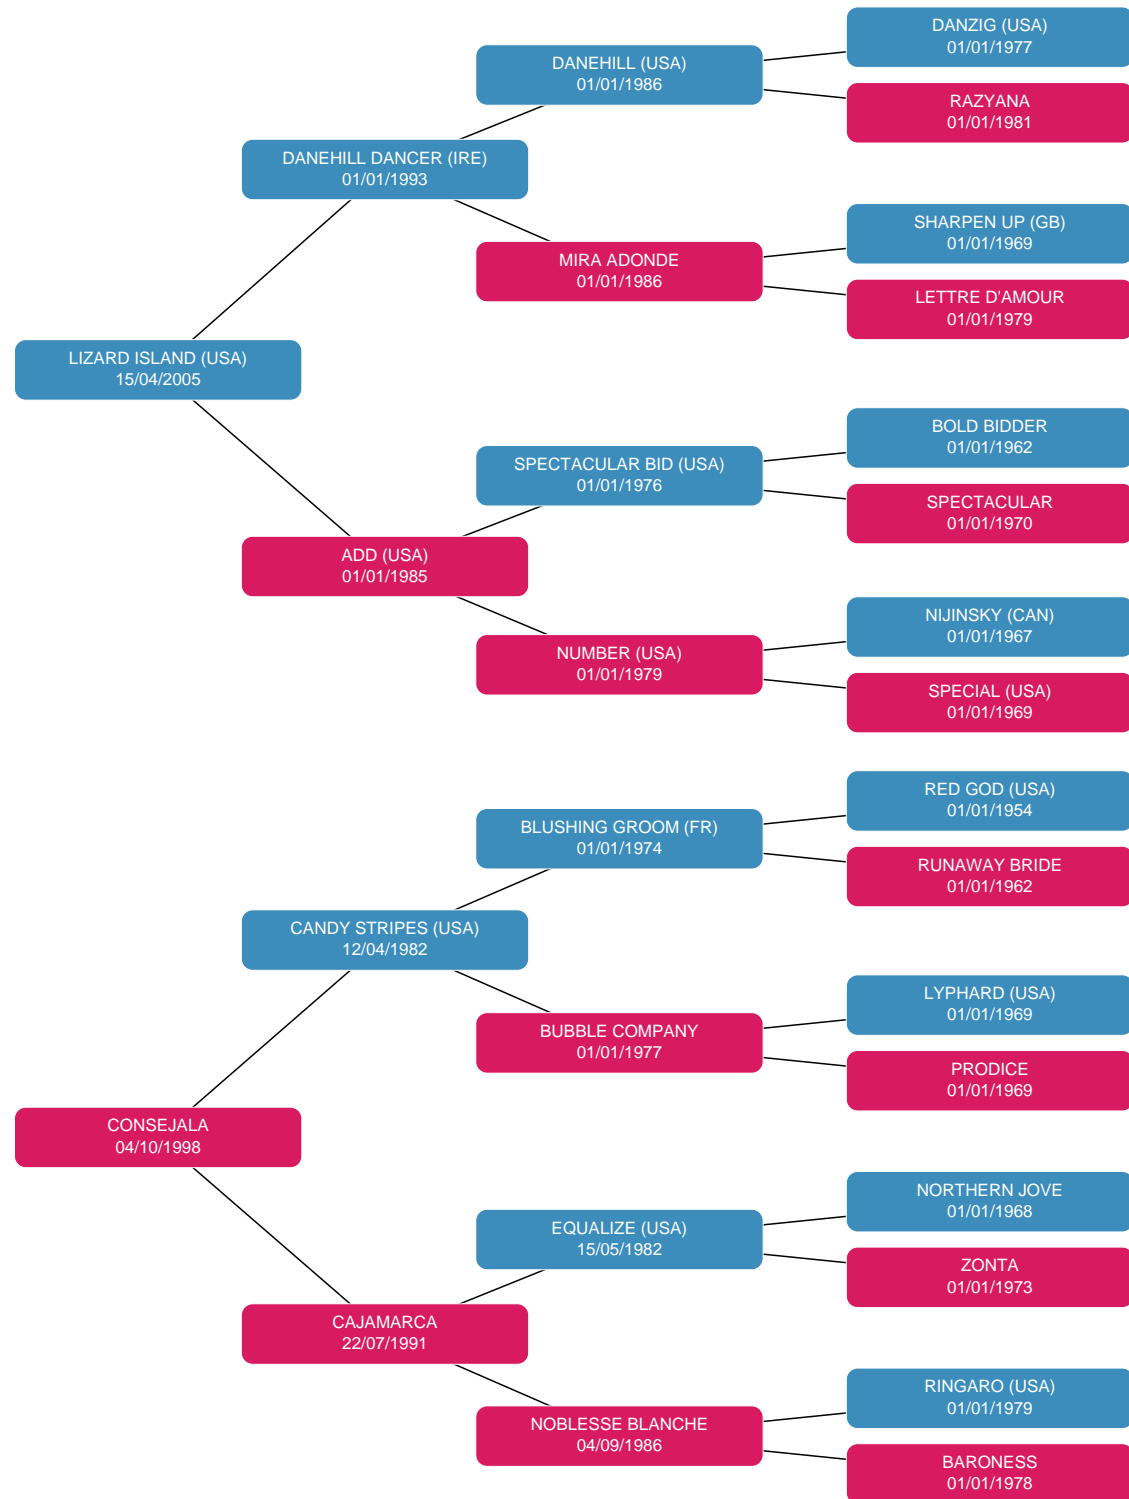 DANZIG (USA)
01/01/1977
DANEHILL (USA)
01/01/1986
RAZYANA
01/01/1981
DANEHILL DANCER (IRE)
01/01/1993
SHARPEN UP (GB)
01/01/1969
MIRA ADONDE
01/01/1986
LETTRE D'AMOUR
01/01/1979
LIZARD ISLAND (USA)
15/04/2005
BOLD BIDDER
01/01/1962
SPECTACULAR BID (USA)
01/01/1976
SPECTACULAR
01/01/1970
ADD (USA)
01/01/1985
NIJINSKY (CAN)
01/01/1967
NUMBER (USA)
01/01/1979
SPECIAL (USA)
01/01/1969
RED GOD (USA)
01/01/1954
BLUSHING GROOM (FR)
01/01/1974
RUNAWAY BRIDE
01/01/1962
CANDY STRIPES (USA)
12/04/1982
LYPHARD (USA)
01/01/1969
BUBBLE COMPANY
01/01/1977
PRODICE
01/01/1969
CONSEJALA
04/10/1998
NORTHERN JOVE
01/01/1968
EQUALIZE (USA)
15/05/1982
ZONTA
01/01/1973
CAJAMARCA
22/07/1991
RINGARO (USA)
01/01/1979
NOBLESSE BLANCHE
04/09/1986
BARONESS
01/01/1978